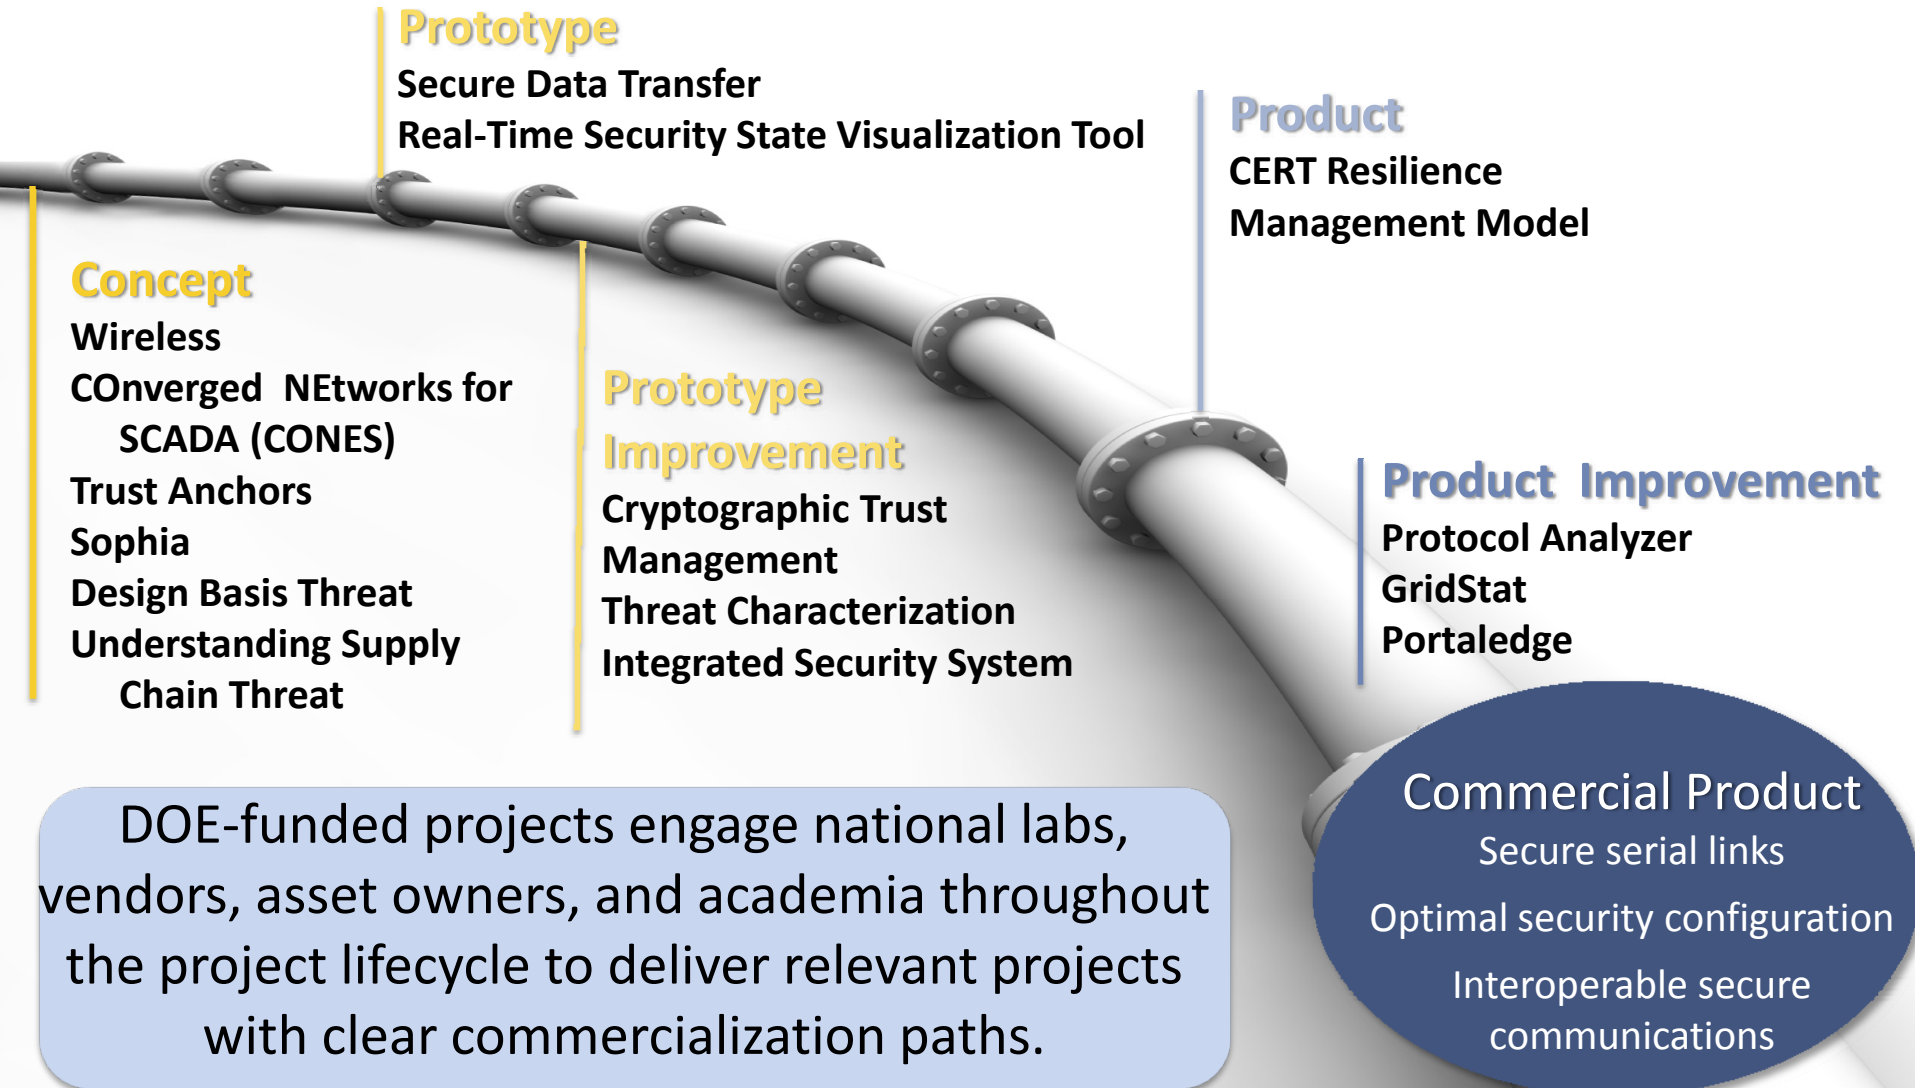 Prototype
Secure Data Transfer
Real-Time Security State Visualization Tool
Product
CERT Resilience
Management Model
Concept
Wireless
COnverged NEtworks for
SCADA (CONES)
Trust Anchors
Sophia
Design Basis Threat
Understanding Supply
Chain Threat
Prototype
Improvement
Cryptographic Trust
Management
Threat Characterization
Integrated Security System
Product Improvement
Protocol Analyzer
GridStat
Portaledge
DOE-funded projects engage national labs,
vendors, asset owners, and academia throughout
the project lifecycle to deliver relevant projects
with clear commercialization paths.
Commercial Product
Secure serial links
Optimal security configuration
Interoperable secure
communications